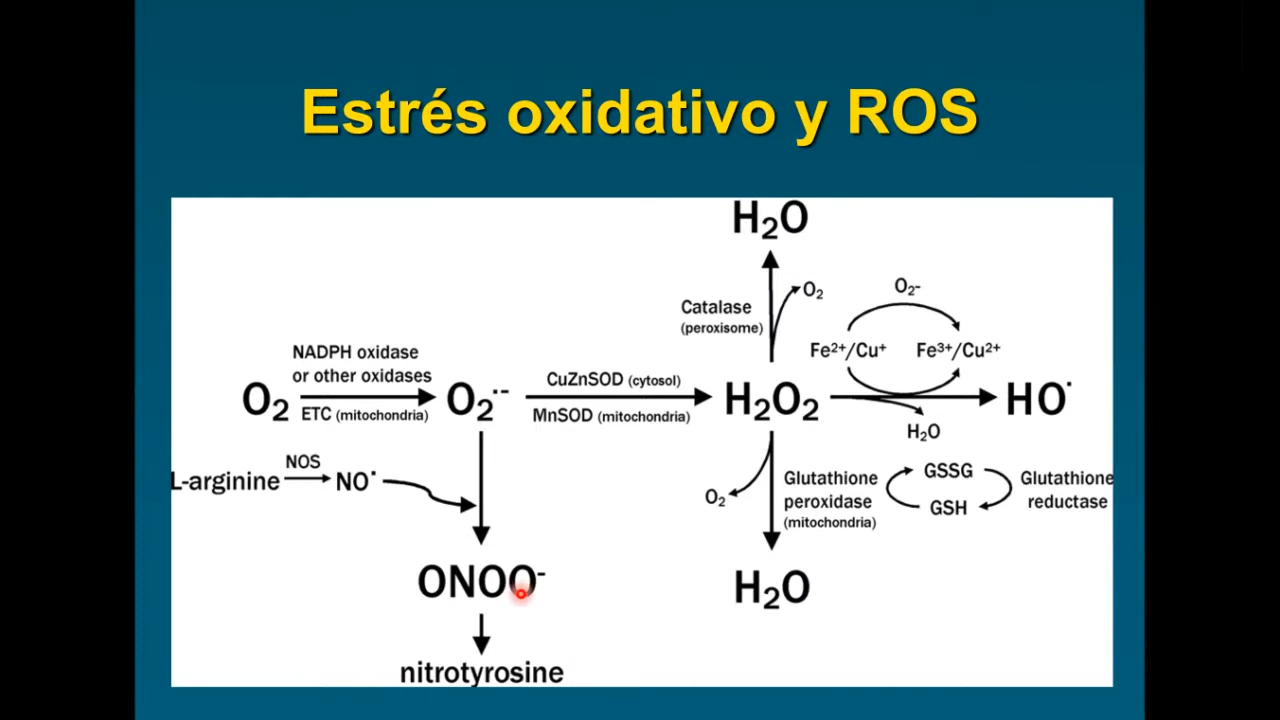 Estrés oxidativo y ROS
H₂O
Catalase
(peroxisome)
O₂
O₂-
Fe²⁺/Cu⁺
Fe³⁺/Cu²⁺
NADPH oxidase
or other oxidases
O₂
ETC (mitochondria)
O₂˙⁻
CuZnSOD (cytosol)
MnSOD (mitochondria)
H₂O₂
HO˙
H₂O
L-arginine
NOS
NO˙
O₂
Glutathione
peroxidase
(mitochondria)
GSSG
GSH
Glutathione
reductase
ONOO⁻
H₂O
nitrotyrosine